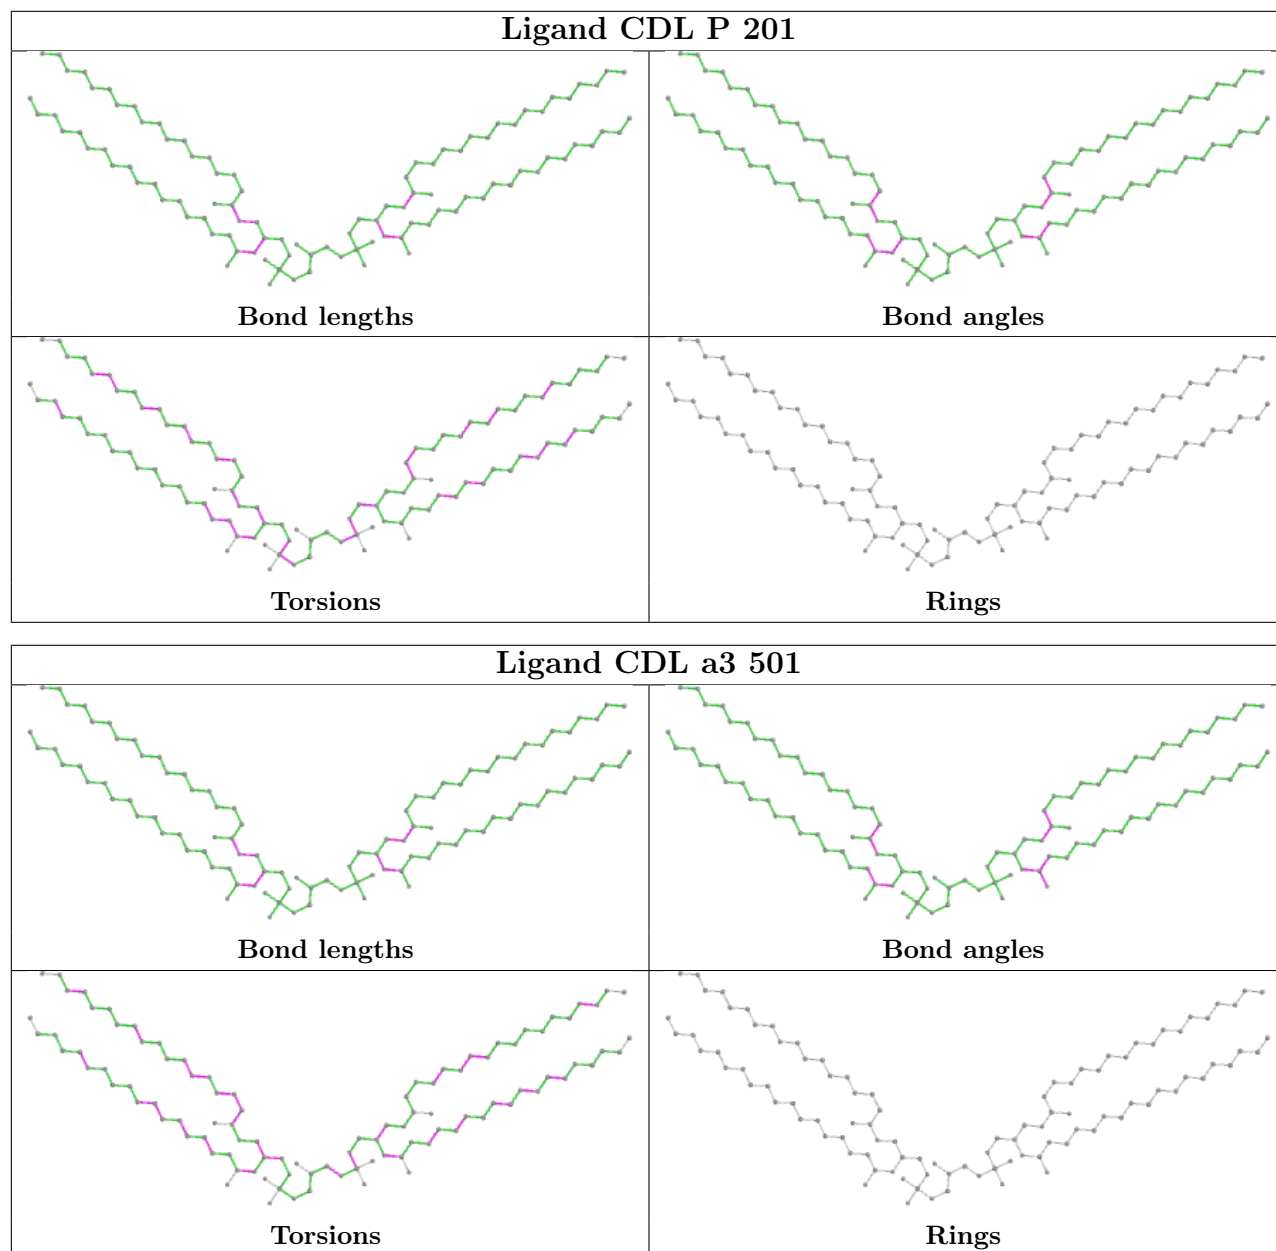 Ligand CDL P 201
Bond lengths
Bond angles
Torsions
Rings
Ligand CDL a3 501
Bond lengths
Bond angles
Torsions
Rings